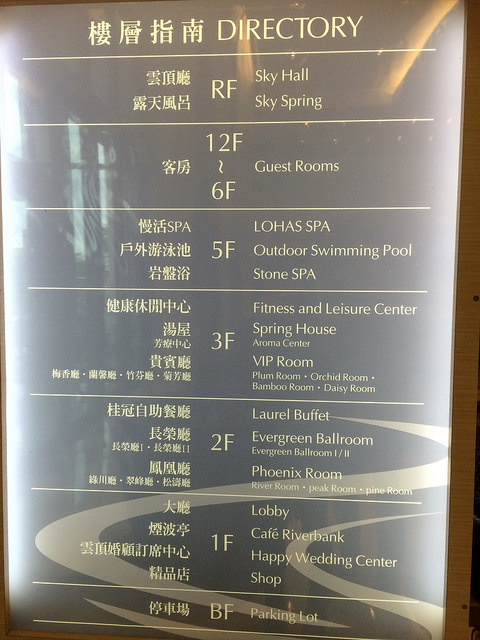 樓層指南 DIRECTORY
雲頂廳 RF Sky Hall
露天風呂 Sky Spring
客房 12F ~ 6F Guest Rooms
慢活SPA LOHAS SPA
戶外游泳池 5F Outdoor Swimming Pool
岩盤浴 Stone SPA
健康休閒中心 Fitness and Leisure Center
湯屋 3F Spring House
芳療中心 Aroma Center
貴賓廳 VIP Room
梅香廳・蘭馨廳・竹芬廳・菊芳廳 Plum Room・Orchid Room・
Bamboo Room・Daisy Room
桂冠自助餐廳 Laurel Buffet
長榮廳 2F Evergreen Ballroom
長榮廳I・長榮廳II Evergreen Ballroom I / II
鳳凰廳 Phoenix Room
綠川廳・翠峰廳・松濤廳 River Room・peak Room・pine Room
大廳 Lobby
煙波亭 1F Café Riverbank
雲頂婚顧訂席中心 Happy Wedding Center
精品店 Shop
停車場 BF Parking Lot